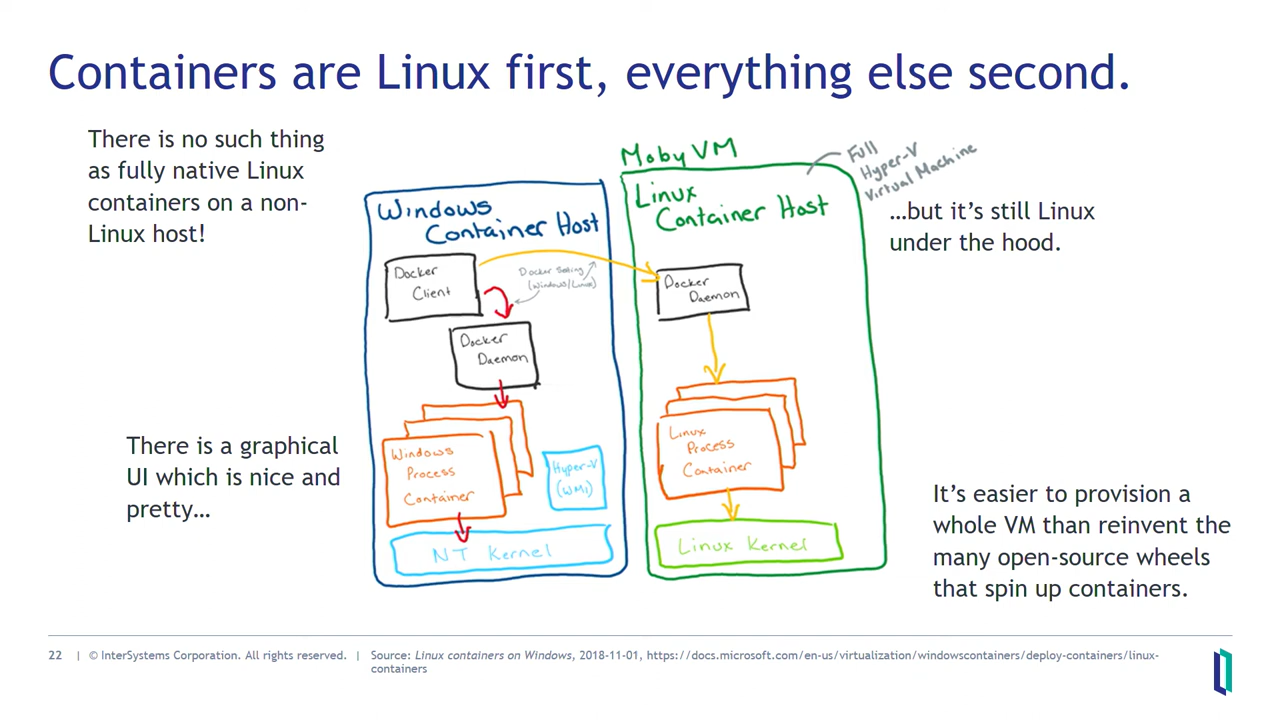 Containers are Linux first, everything else second.
There is no such thing
as fully native Linux
containers on a non-
Linux host!
There is a graphical
UI which is nice and
pretty…
Windows
Container Host
Docker
Client
Docker Setting
(Windows/Linux)
Docker
Daemon
Windows
Process
Container
Hyper-V
(WMI)
NT Kernel
Moby VM
Full
Hyper-V
Virtual Machine
Linux
Container Host
Docker
Daemon
Linux
Process
Container
Linux Kernel
…but it’s still Linux
under the hood.
It’s easier to provision a
whole VM than reinvent the
many open-source wheels
that spin up containers.
22 | © InterSystems Corporation. All rights reserved. | Source: Linux containers on Windows, 2018-11-01, https://docs.microsoft.com/en-us/virtualization/windowscontainers/deploy-containers/linux-
containers